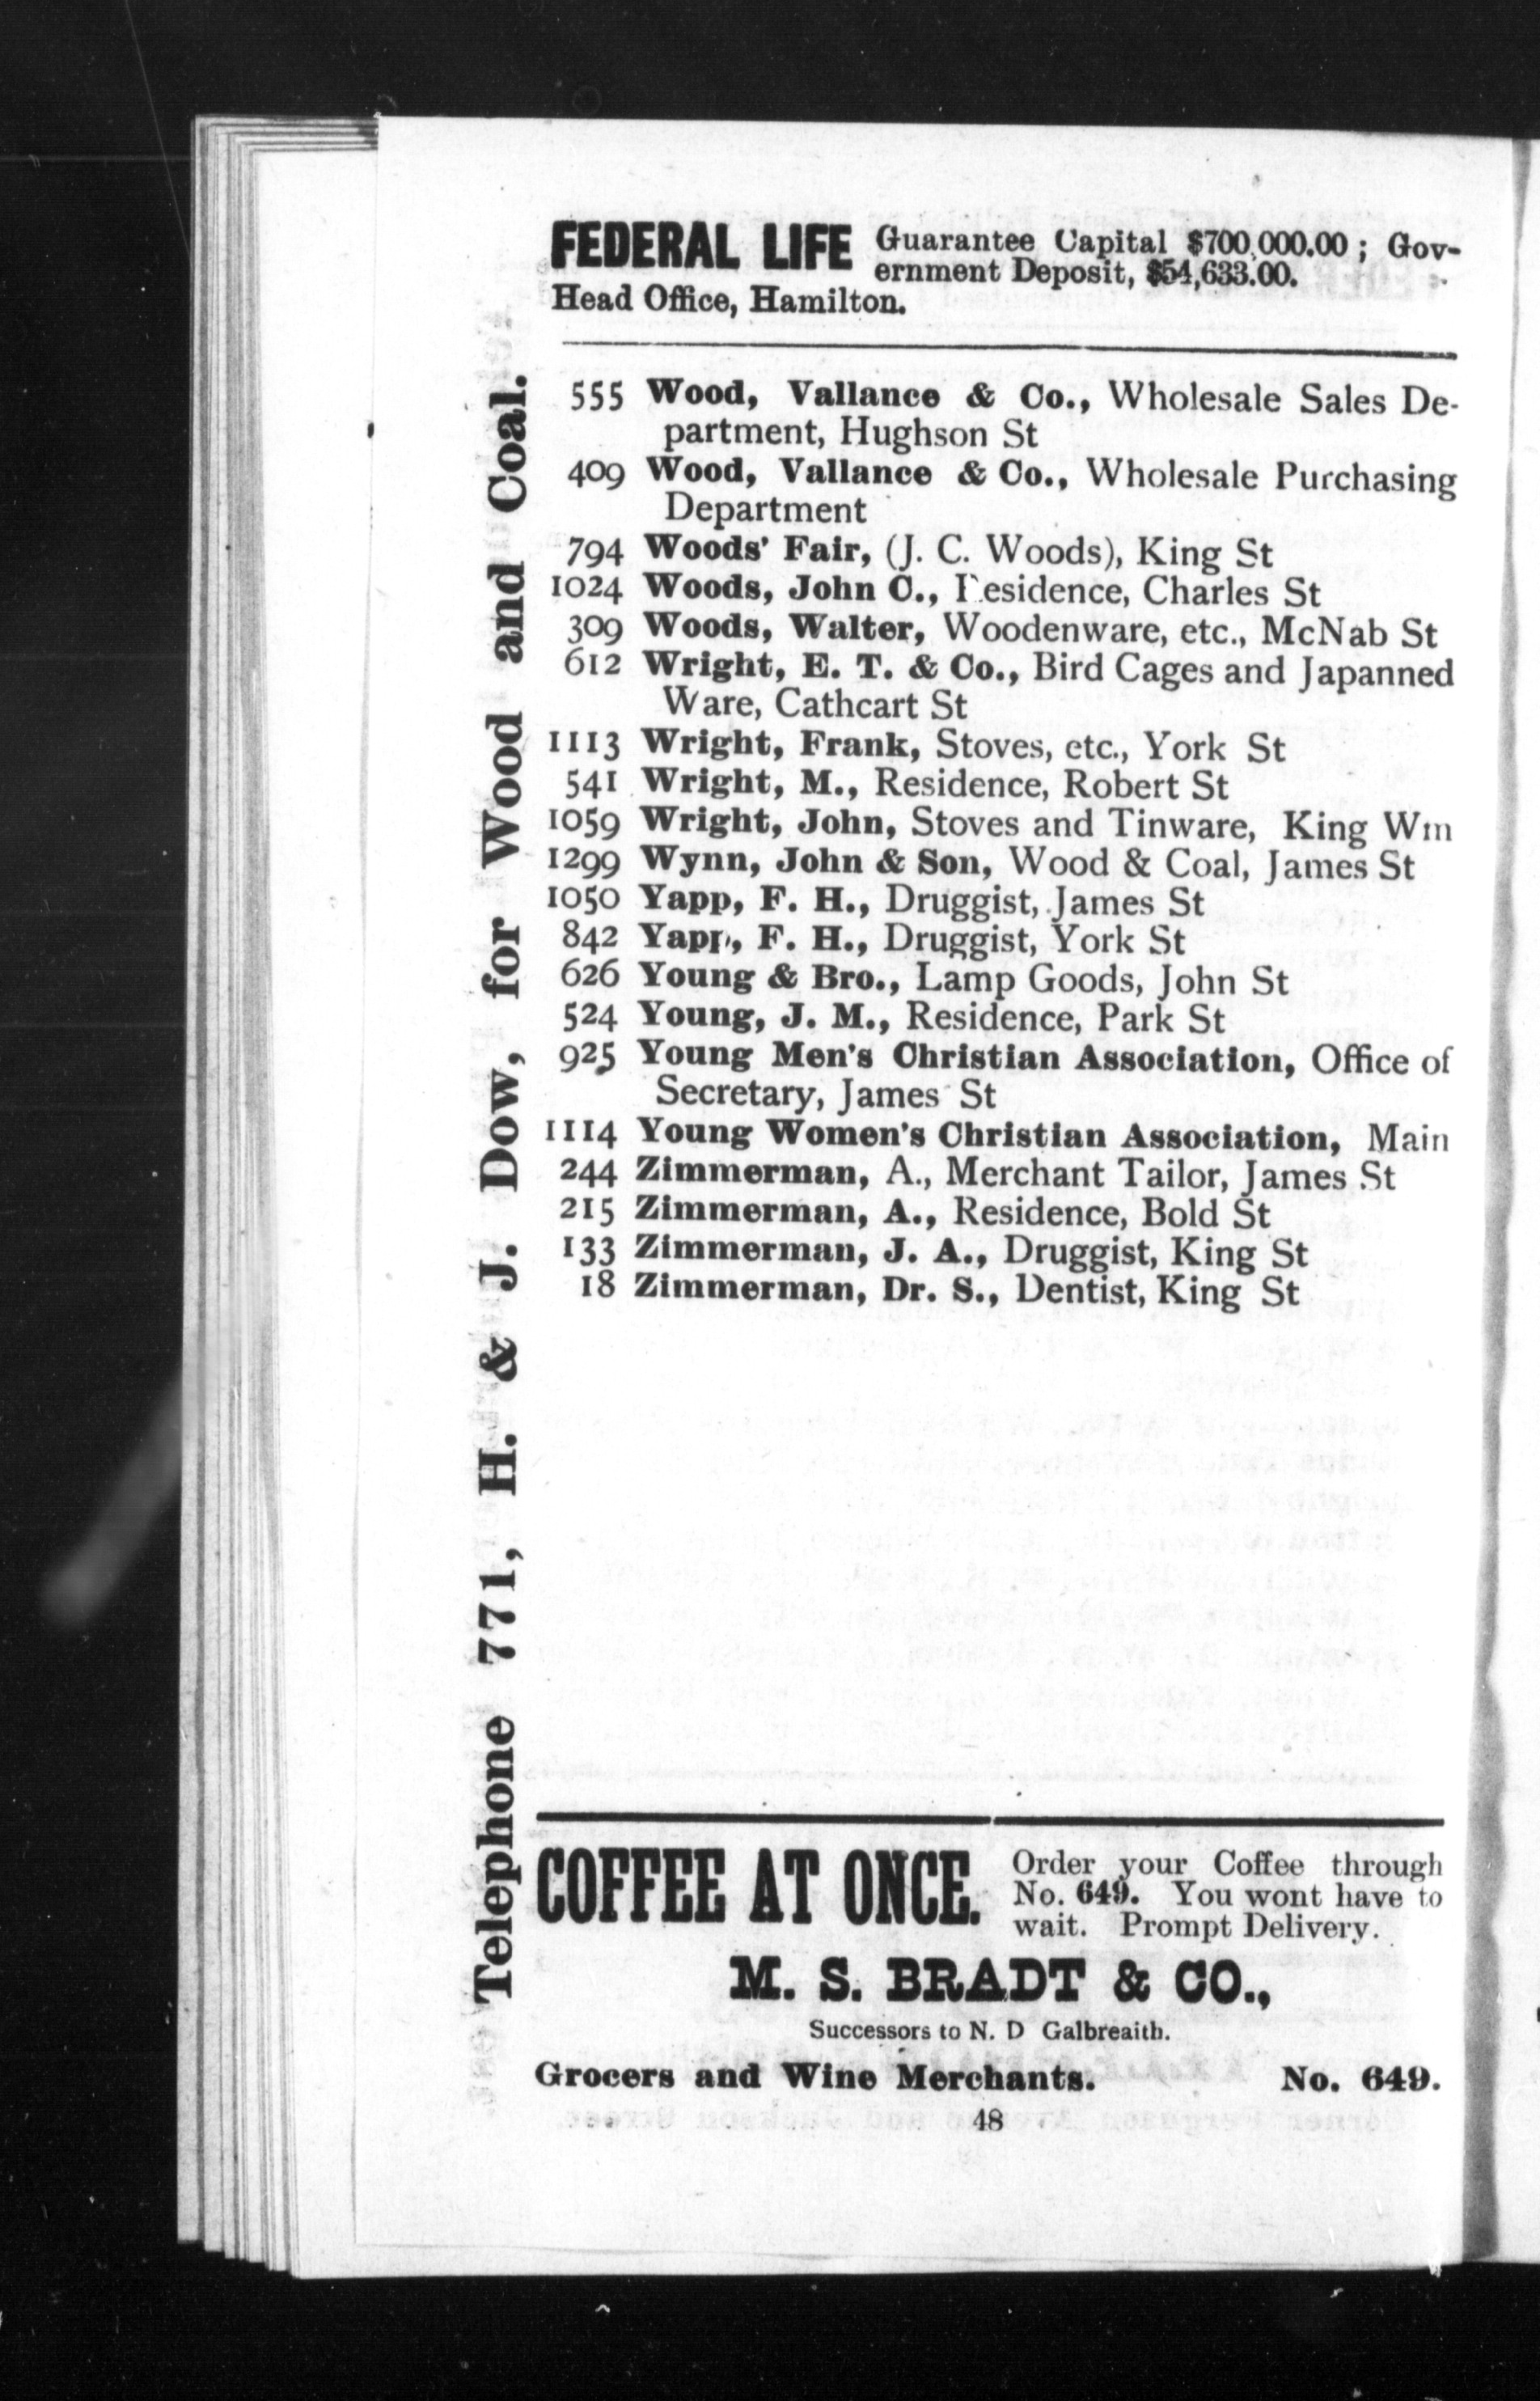 FEDERAL LIFE Guarantee Capital $700,000.00 ; Gov-
ernment Deposit, $54,633.00.
Head Office, Hamilton.
Telephone 771, H. & J. Dow, for Wood and Coal.
555 Wood, Vallance & Co., Wholesale Sales De-
partment, Hughson St
409 Wood, Vallance & Co., Wholesale Purchasing
Department
794 Woods' Fair, (J. C. Woods), King St
1024 Woods, John C., Residence, Charles St
309 Woods, Walter, Woodenware, etc., McNab St
612 Wright, E. T. & Co., Bird Cages and Japanned
Ware, Cathcart St
1113 Wright, Frank, Stoves, etc., York St
541 Wright, M., Residence, Robert St
1059 Wright, John, Stoves and Tinware, King Wm
1299 Wynn, John & Son, Wood & Coal, James St
1050 Yapp, F. H., Druggist, James St
842 Yapp, F. H., Druggist, York St
626 Young & Bro., Lamp Goods, John St
524 Young, J. M., Residence, Park St
925 Young Men's Christian Association, Office of
Secretary, James St
1114 Young Women's Christian Association, Main
244 Zimmerman, A., Merchant Tailor, James St
215 Zimmerman, A., Residence, Bold St
133 Zimmerman, J. A., Druggist, King St
18 Zimmerman, Dr. S., Dentist, King St
COFFEE AT ONCE. Order your Coffee through
No. 649. You wont have to
wait. Prompt Delivery.
M. S. BRADT & CO.,
Successors to N. D Galbreaith.
Grocers and Wine Merchants. No. 649.
48